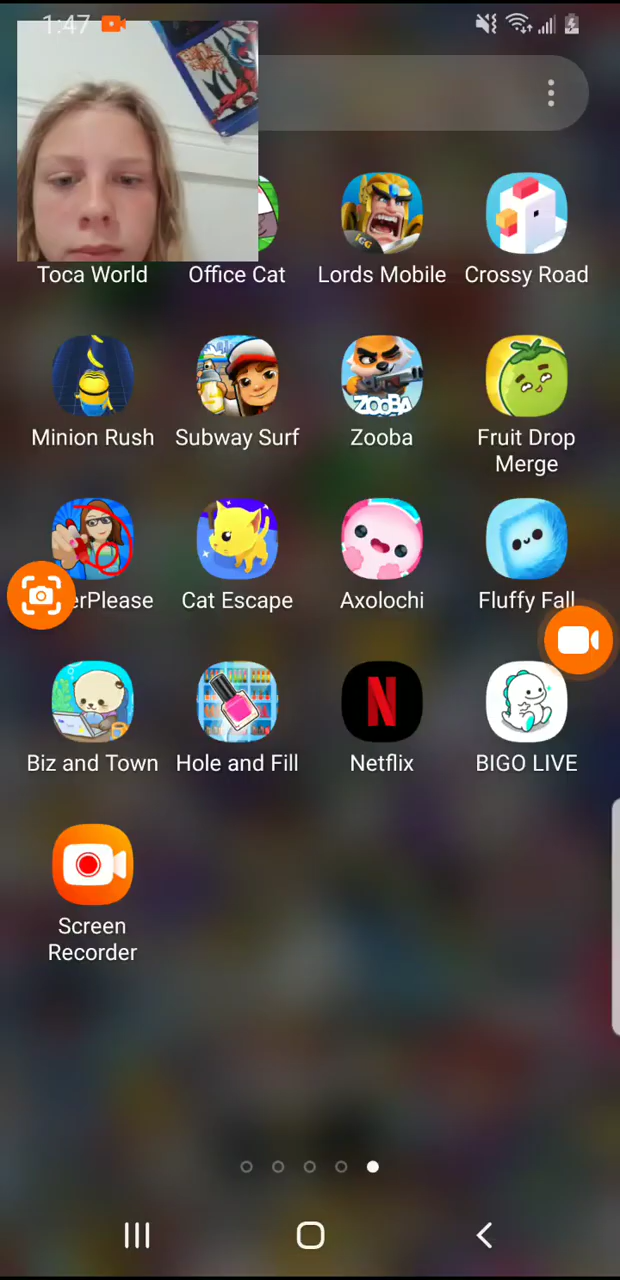 1:47
Toca World
Office Cat
Lords Mobile
Crossy Road
IGG
Minion Rush
Subway Surf
Zooba
Fruit Drop
Merge
ZOOBA
erPlease
Cat Escape
Axolochi
Fluffy Fall
Biz and Town
Hole and Fill
Netflix
BIGO LIVE
N
Screen
Recorder